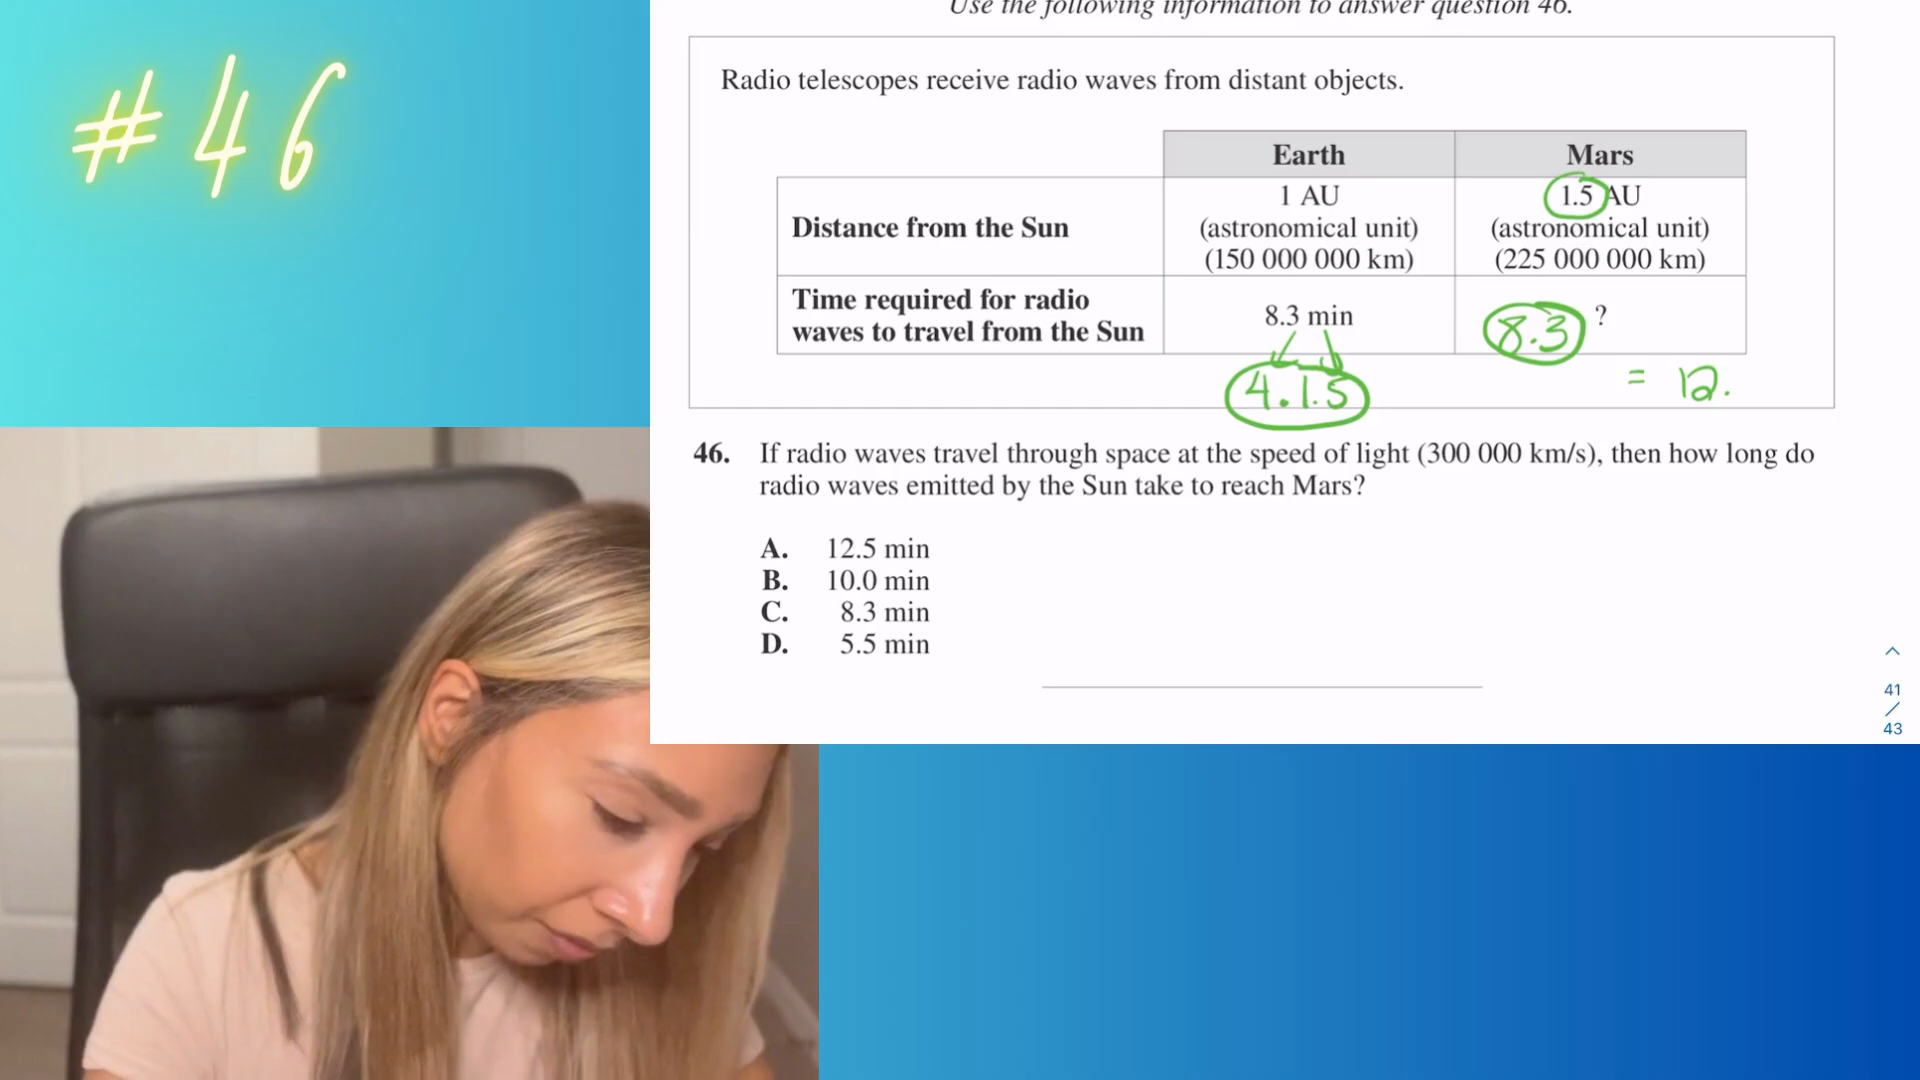 #46
Use the following information to answer question 46.
Radio telescopes receive radio waves from distant objects.
Earth Mars
Distance from the Sun
1 AU
(astronomical unit)
(150 000 000 km)
1.5 AU
(astronomical unit)
(225 000 000 km)
Time required for radio
waves to travel from the Sun
8.3 min
8.3 ?
4.1.5
= 12.
46. If radio waves travel through space at the speed of light (300 000 km/s), then how long do
radio waves emitted by the Sun take to reach Mars?
A. 12.5 min
B. 10.0 min
C. 8.3 min
D. 5.5 min
41
/
43